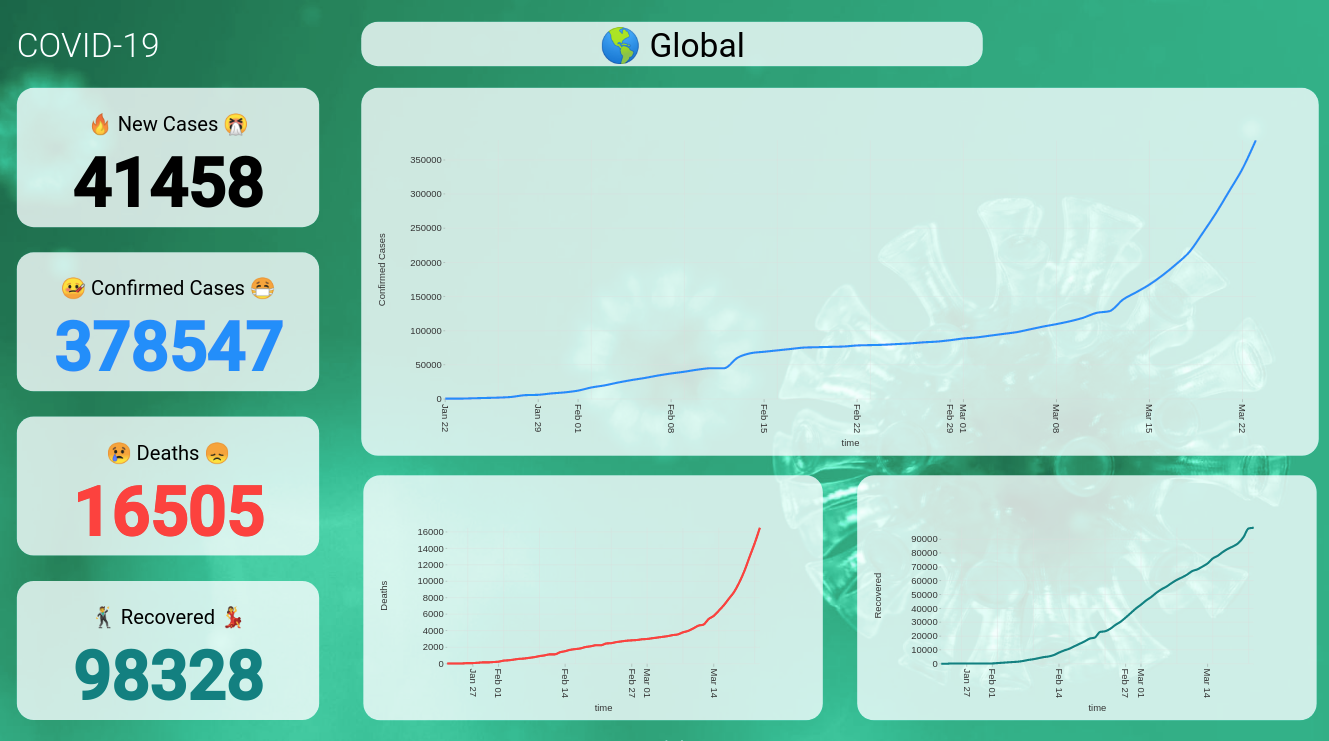 COVID-19
🌎 Global
🔥 New Cases 🤧
41458
🤒 Confirmed Cases 😷
378547
😢 Deaths 😞
16505
🕺 Recovered 💃
98328
Confirmed Cases
350000
300000
250000
200000
150000
100000
50000
0
Jan 22 Jan 29 Feb 01 Feb 08 Feb 15 Feb 22 Feb 29 Mar 01 Mar 08 Mar 15 Mar 22
time
Deaths
16000
14000
12000
10000
8000
6000
4000
2000
0
Jan 27 Feb 01 Feb 14 Feb 27 Mar 01 Mar 14
time
Recovered
90000
80000
70000
60000
50000
40000
30000
20000
10000
0
Jan 27 Feb 01 Feb 14 Feb 27 Mar 01 Mar 14
time